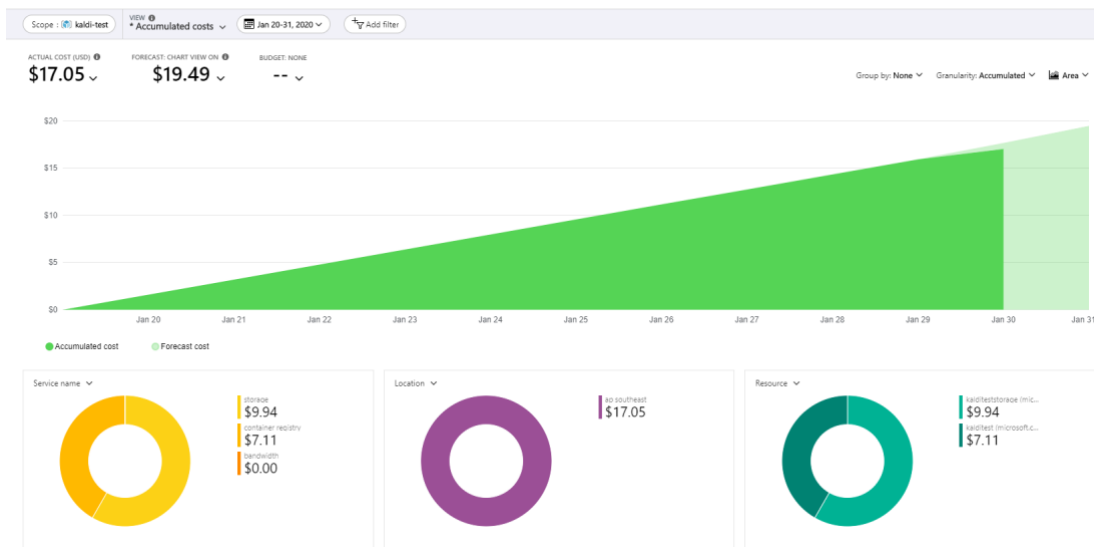 Scope : kaldi-test
VIEW
* Accumulated costs
Jan 20-31, 2020
Add filter
ACTUAL COST (USD)
$17.05
FORECAST: CHART VIEW ON
$19.49
BUDGET: NONE
--
Group by: None
Granularity: Accumulated
Area
$20
$15
$10
$5
$0
Jan 20 Jan 21 Jan 22 Jan 23 Jan 24 Jan 25 Jan 26 Jan 27 Jan 28 Jan 29 Jan 30 Jan 31
Accumulated cost
Forecast cost
Service name
storage
$9.94
container registry
$7.11
bandwidth
$0.00
Location
ap southeast
$17.05
Resource
kalditeststorage (mic...
$9.94
kalditest (microsoft.c...
$7.11